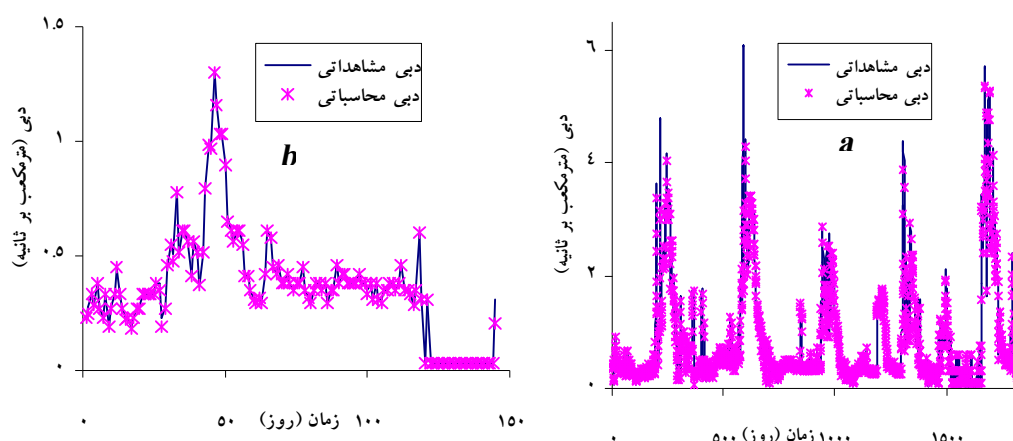 ۱.۵
۱
۰.۵
۰
دبی (مترمکعب بر ثانیه)
دبی مشاهداتی
دبی محاسباتی
b
۰ ۵۰ زمان (روز) ۱۰۰ ۱۵۰
۶
۴
۲
۰
دبی (مترمکعب بر ثانیه)
دبی مشاهداتی
دبی محاسباتی
a
۰ ۵۰۰ زمان (روز) ۱۰۰۰ ۱۵۰۰